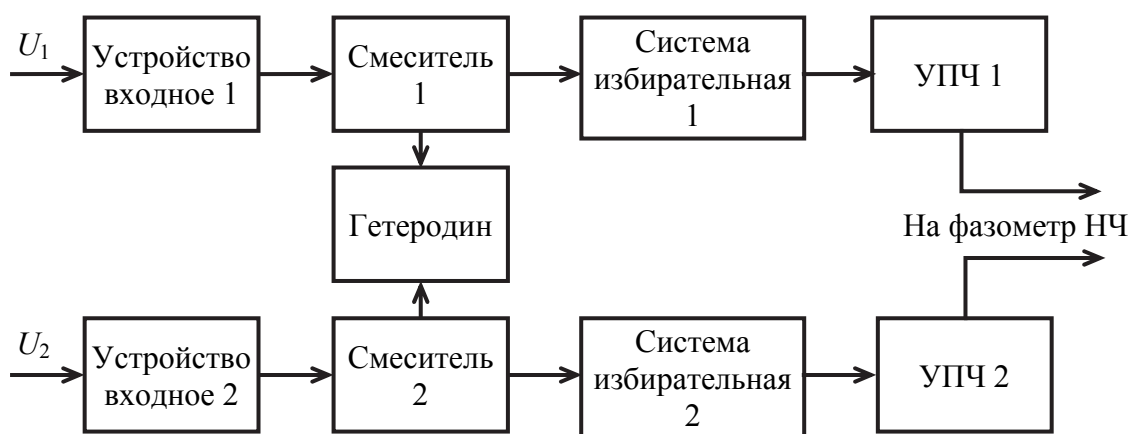 U1
Устройство
входное 1
Смеситель
1
Система
избирательная
1
УПЧ 1
Гетеродин
На фазометр НЧ
U2
Устройство
входное 2
Смеситель
2
Система
избирательная
2
УПЧ 2